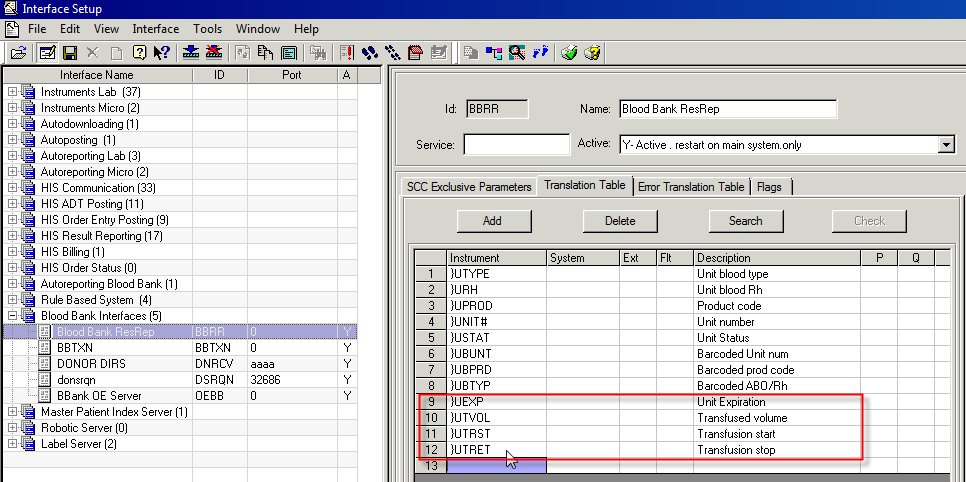 Interface Setup
File Edit View Interface Tools Window Help
Interface Name ID Port A
Instruments Lab (37)
Instruments Micro (2)
Autodownloading (1)
Autoposting (1)
Autoreporting Lab (3)
Autoreporting Micro (2)
HIS Communication (33)
HIS ADT Posting (11)
HIS Order Entry Posting (9)
HIS Result Reporting (17)
HIS Billing (1)
HIS Order Status (0)
Autoreporting Blood Bank (1)
Rule Based System (4)
Blood Bank Interfaces (5)
Blood Bank ResRep BBRR 0 Y
BBTXN BBTXN 0 Y
DONOR DIRS DNRCV aaaa Y
donsrqn DSRQN 32686 Y
BBank OE Server OEBB 0 Y
Master Patient Index Server (1)
Robotic Server (0)
Label Server (2)
Id: BBRR Name: Blood Bank ResRep
Service: Active: Y- Active . restart on main system.only
SCC Exclusive Parameters Translation Table Error Translation Table Flags
Add Delete Search Check
Instrument System Ext Flt Description P Q
1 }UTYPE Unit blood type
2 }URH Unit blood Rh
3 }UPROD Product code
4 }UNIT# Unit number
5 }USTAT Unit Status
6 }UBUNT Barcoded Unit num
7 }UBPRD Barcoded prod code
8 }UBTYP Barcoded ABO/Rh
9 }UEXP Unit Expiration
10 }UTVOL Transfused volume
11 }UTRST Transfusion start
12 }UTRET Transfusion stop
13